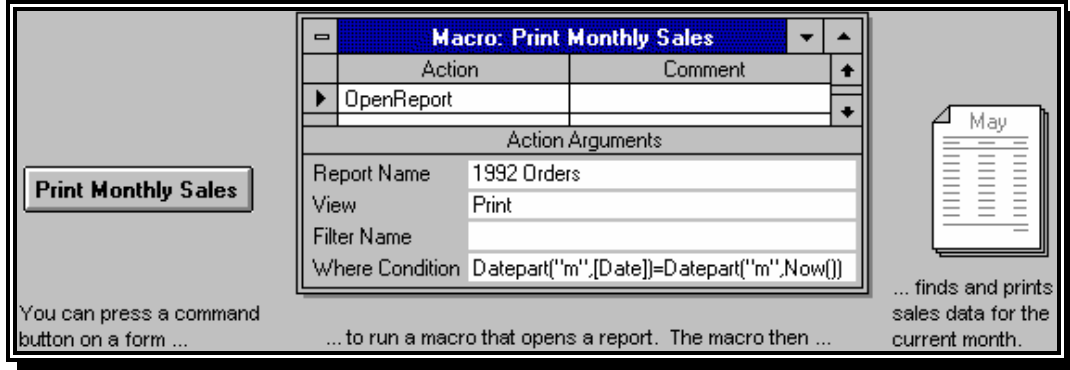 Macro: Print Monthly Sales
Action Comment
OpenReport
Action Arguments
Report Name 1992 Orders
View Print
Filter Name
Where Condition Datepart("m",[Date])=Datepart("m",Now())
Print Monthly Sales
May
You can press a command
button on a form ...
... to run a macro that opens a report.  The macro then ...
... finds and prints
sales data for the
current month.